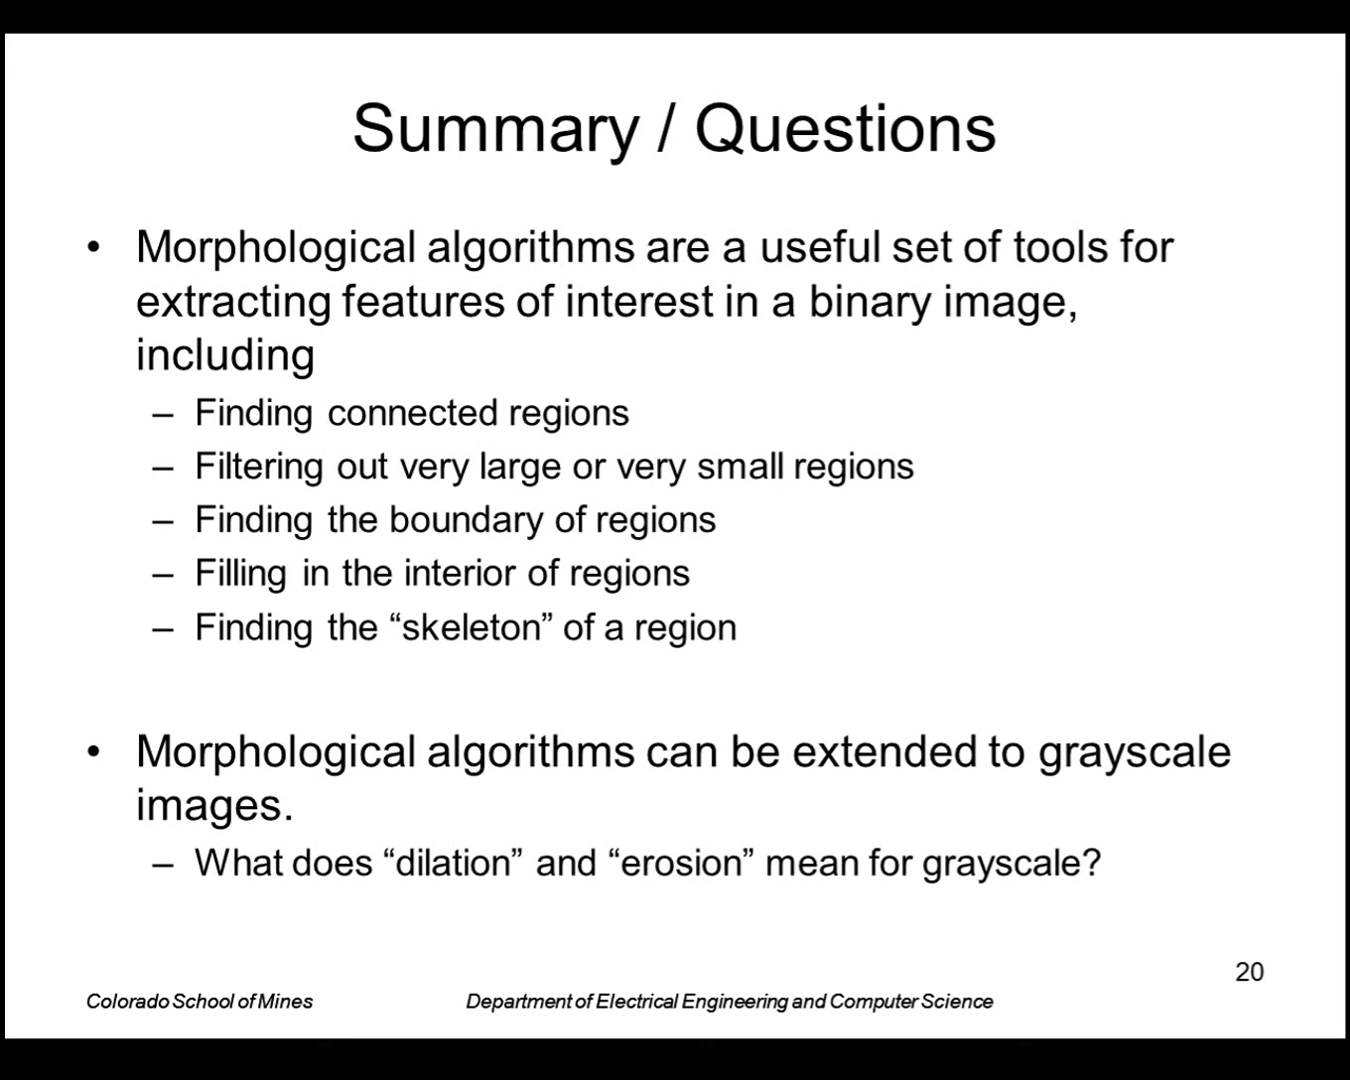 Summary / Questions
• Morphological algorithms are a useful set of tools for
extracting features of interest in a binary image,
including
– Finding connected regions
– Filtering out very large or very small regions
– Finding the boundary of regions
– Filling in the interior of regions
– Finding the “skeleton” of a region
• Morphological algorithms can be extended to grayscale
images.
– What does “dilation” and “erosion” mean for grayscale?
20
Colorado School of Mines Department of Electrical Engineering and Computer Science